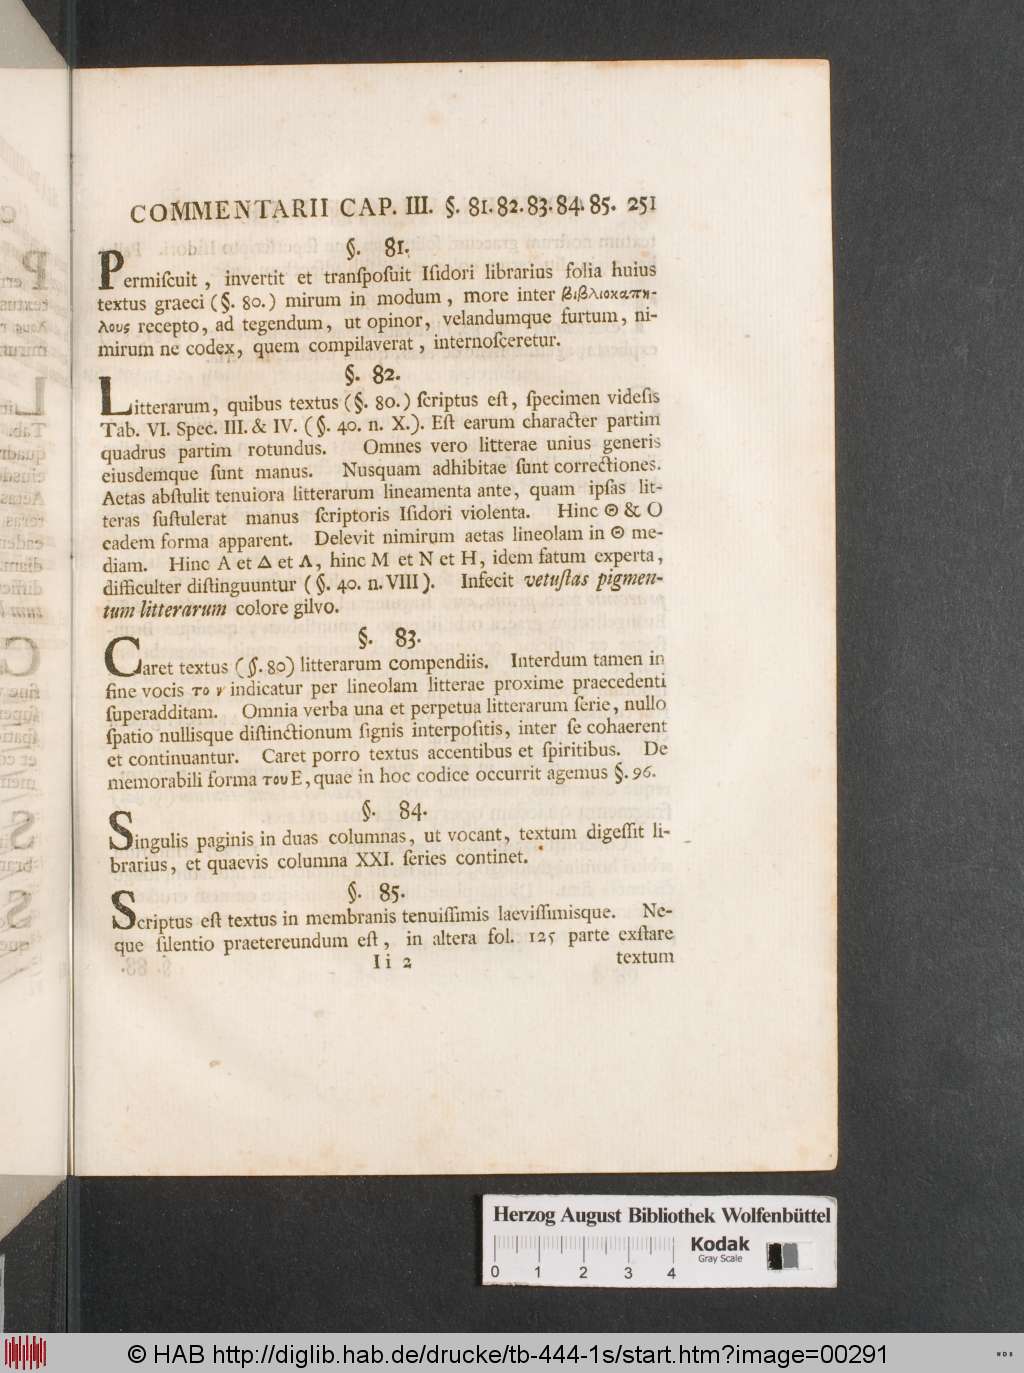 COMMENTARII CAP. III. §. 81. 82. 83. 84. 85. 251
§. 81.
Permiſcuit, invertit et tranſpoſuit Iſidori librarius folia huius
textus graeci (§. 80.) mirum in modum, more inter βιβλιοκαπη-
λους recepto, ad tegendum, ut opinor, velandumque furtum, ni-
mirum ne codex, quem compilaverat, internoſceretur.
§. 82.
Litterarum, quibus textus (§. 80.) ſcriptus eſt, ſpecimen videſis
Tab. VI. Spec. III. & IV. (§. 40. n. X.). Eſt earum character partim
quadrus partim rotundus. Omnes vero litterae unius generis
eiusdemque ſunt manus. Nusquam adhibitae ſunt correctiones.
Aetas abſtulit tenuiora litterarum lineamenta ante, quam ipſas lit-
teras ſuſtulerat manus ſcriptoris Iſidori violenta. Hinc Θ & O
eadem forma apparent. Delevit nimirum aetas lineolam in Θ me-
diam. Hinc A et Δ et Λ, hinc M et N et H, idem fatum experta,
difficulter diſtinguuntur (§. 40. n. VIII). Infecit vetuſtas pigmen-
tum litterarum colore gilvo.
§. 83.
Caret textus (§. 80) litterarum compendiis. Interdum tamen in
fine vocis το ν indicatur per lineolam litterae proxime praecedenti
ſuperadditam. Omnia verba una et perpetua litterarum ſerie, nullo
ſpatio nullisque diſtinctionum ſignis interpoſitis, inter ſe cohaerent
et continuantur. Caret porro textus accentibus et ſpiritibus. De
memorabili forma του E, quae in hoc codice occurrit agemus §. 96.
§. 84.
Singulis paginis in duas columnas, ut vocant, textum digeſſit li-
brarius, et quaevis columna XXI. ſeries continet.
§. 85.
Scriptus eſt textus in membranis tenuiſſimis laeviſſimisque. Ne-
que ſilentio praetereundum eſt, in altera fol. 125 parte exſtare
I i 2 textum
Herzog August Bibliothek Wolfenbüttel
Kodak
Gray Scale
0 1 2 3 4
© HAB http://diglib.hab.de/drucke/tb-444-1s/start.htm?image=00291